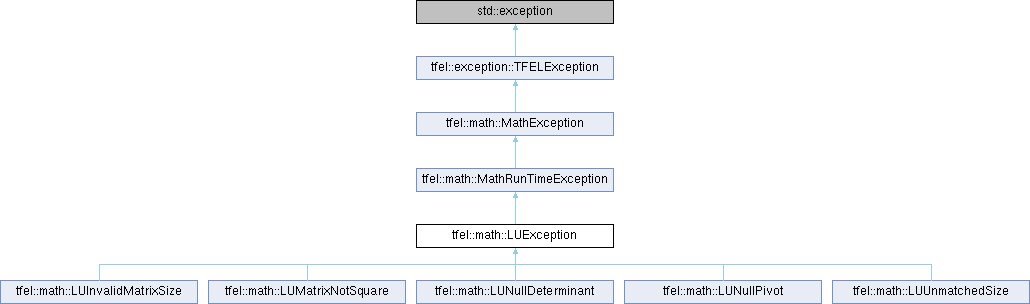 std::exception
tfel::exception::TFELException
tfel::math::MathException
tfel::math::MathRunTimeException
tfel::math::LUException
tfel::math::LUInvalidMatrixSize
tfel::math::LUMatrixNotSquare
tfel::math::LUNullDeterminant
tfel::math::LUNullPivot
tfel::math::LUUnmatchedSize